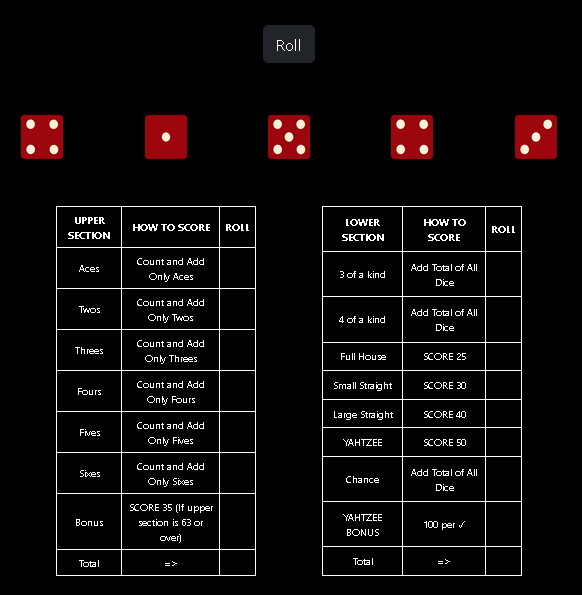 Roll
UPPER
SECTION
HOW TO SCORE
ROLL
Aces
Count and Add
Only Aces
Twos
Count and Add
Only Twos
Threes
Count and Add
Only Threes
Fours
Count and Add
Only Fours
Fives
Count and Add
Only Fives
Sixes
Count and Add
Only Sixes
Bonus
SCORE 35 (If upper
section is 63 or
over)
Total
=>
LOWER
SECTION
HOW TO
SCORE
ROLL
3 of a kind
Add Total of All
Dice
4 of a kind
Add Total of All
Dice
Full House
SCORE 25
Small Straight
SCORE 30
Large Straight
SCORE 40
YAHTZEE
SCORE 50
Chance
Add Total of All
Dice
YAHTZEE
BONUS
100 per ✓
Total
=>